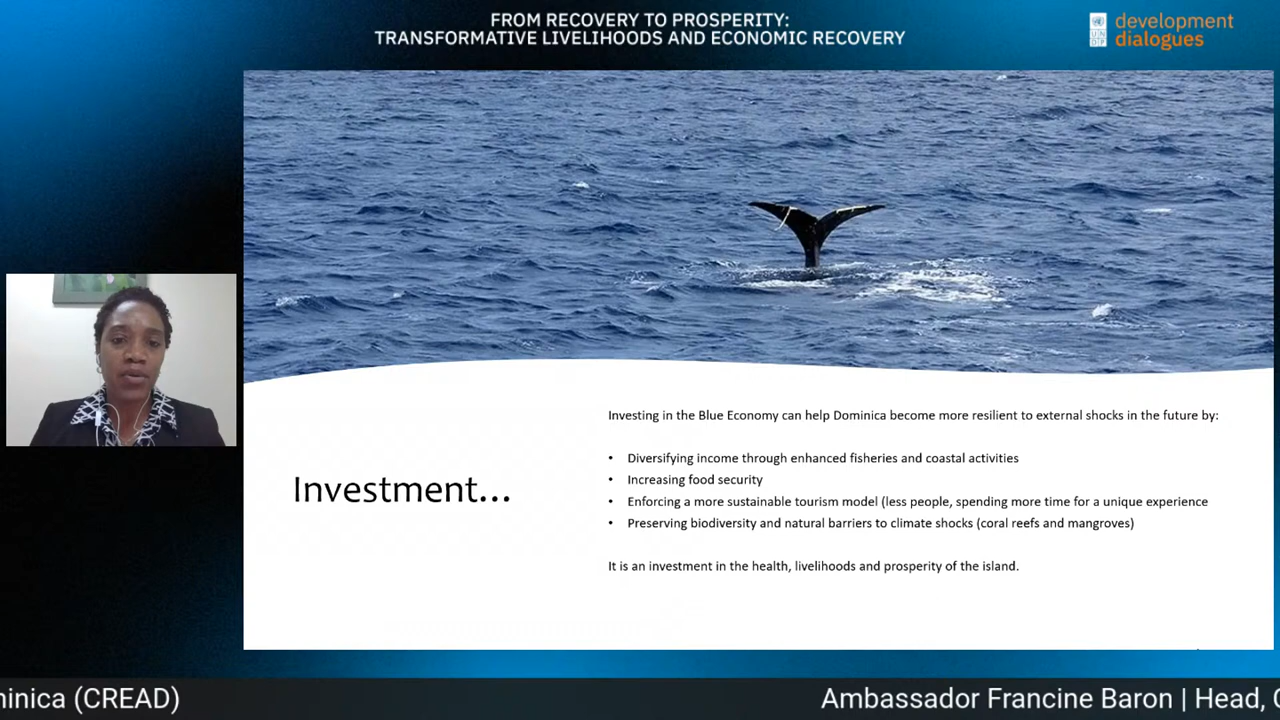 FROM RECOVERY TO PROSPERITY:
TRANSFORMATIVE LIVELIHOODS AND ECONOMIC RECOVERY
U N
D P
development
dialogues
Investment...
Investing in the Blue Economy can help Dominica become more resilient to external shocks in the future by:
• Diversifying income through enhanced fisheries and coastal activities
• Increasing food security
• Enforcing a more sustainable tourism model (less people, spending more time for a unique experience
• Preserving biodiversity and natural barriers to climate shocks (coral reefs and mangroves)
It is an investment in the health, livelihoods and prosperity of the island.
(CREAD) Ambassador Francine Baron | Head,